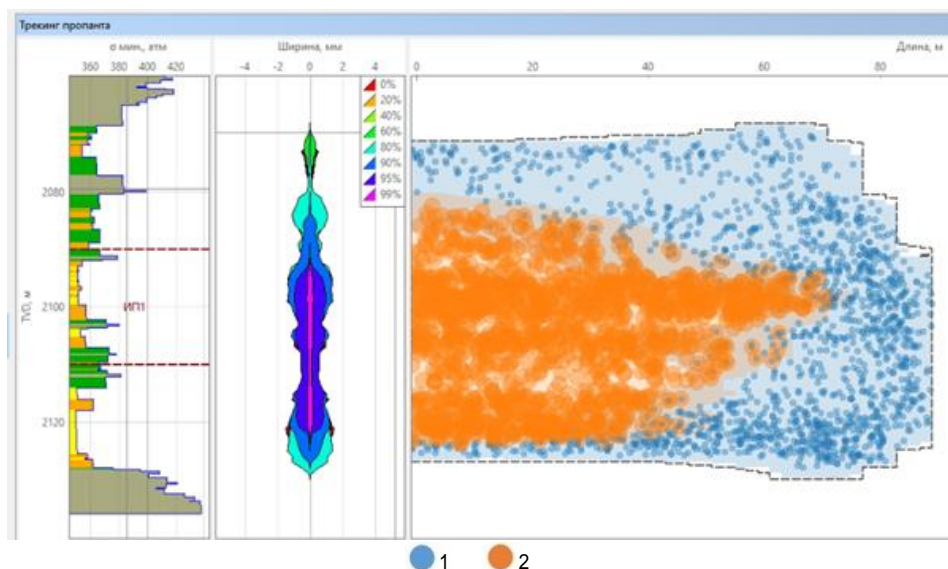 Трекинг пропанта
σ мин., атм
Ширина, мм
Длина, м
360 380 400 420
-4 -2 0 2 4
0 20 40 60 80
0%
20%
40%
60%
80%
90%
95%
99%
TVD, м
2080
2100
2120
ИП1
1 2